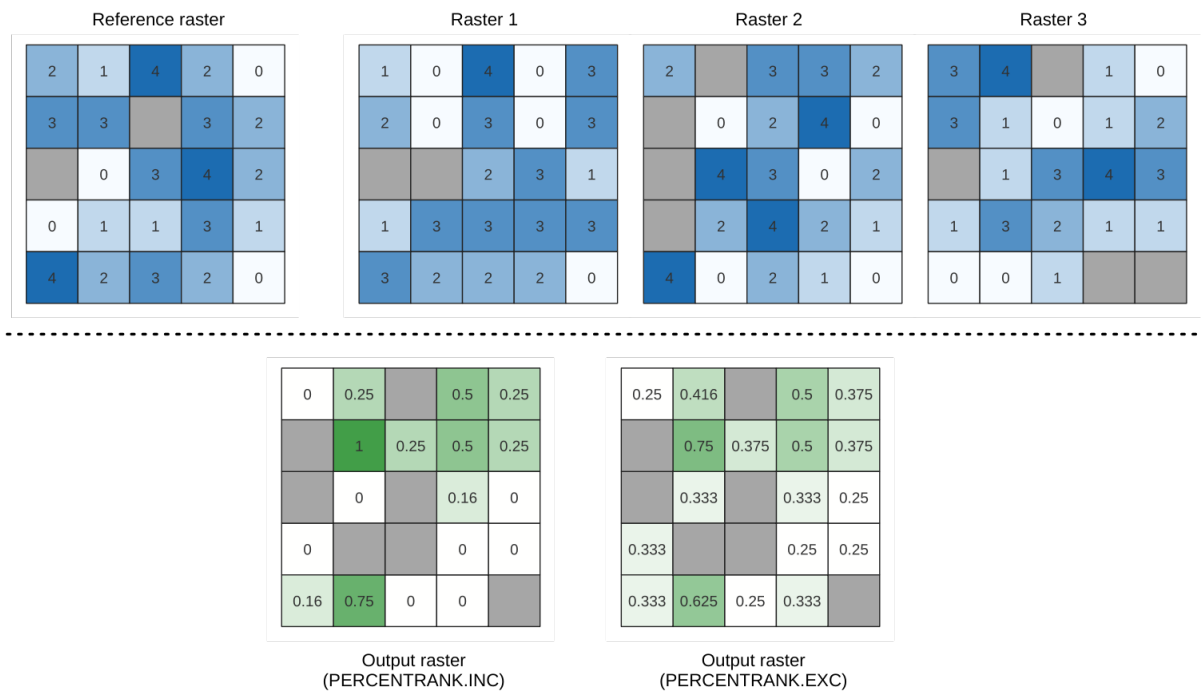 Reference raster
Raster 1
Raster 2
Raster 3
2 1 4 2 0
1 0 4 0 3
2 3 3 2
3 4 1 0
3 3 3 2
2 0 3 0 3
0 2 4 0
3 1 0 1 2
0 3 4 2
2 3 1
4 3 0 2
1 3 4 3
0 1 1 3 1
1 3 3 3 3
2 4 2 1
1 3 2 1 1
4 2 3 2 0
3 2 2 2 0
4 0 2 1 0
0 0 1
0 0.25 0.5 0.25
0.25 0.416 0.5 0.375
1 0.25 0.5 0.25
0.75 0.375 0.5 0.375
0 0.16 0
0.333 0.333 0.25
0 0 0
0.333 0.25 0.25
0.16 0.75 0 0
0.333 0.625 0.25 0.333
Output raster
(PERCENTRANK.INC)
Output raster
(PERCENTRANK.EXC)